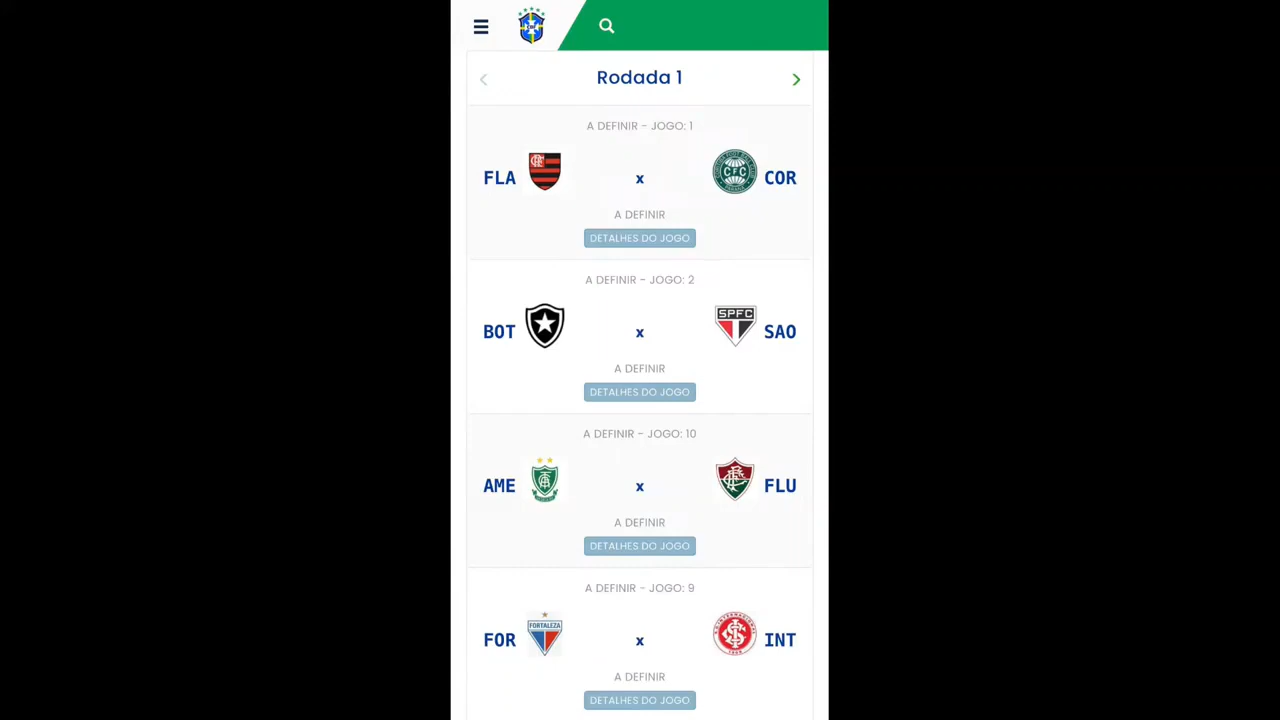 Rodada 1
A DEFINIR - JOGO: 1
FLA x COR
A DEFINIR
DETALHES DO JOGO
A DEFINIR - JOGO: 2
BOT x SAO
SPFC
A DEFINIR
DETALHES DO JOGO
A DEFINIR - JOGO: 10
AME x FLU
A DEFINIR
DETALHES DO JOGO
A DEFINIR - JOGO: 9
FOR x INT
FORTALEZA
A DEFINIR
DETALHES DO JOGO